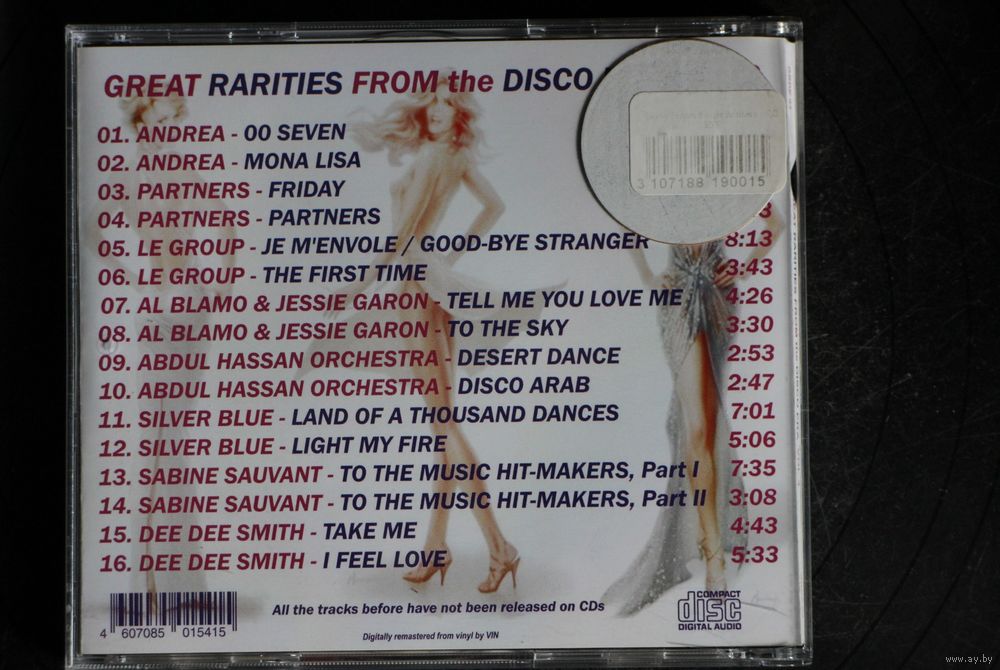 GREAT RARITIES FROM the DISCO
01. ANDREA - 00 SEVEN
02. ANDREA - MONA LISA
03. PARTNERS - FRIDAY
04. PARTNERS - PARTNERS
05. LE GROUP - JE M'ENVOLE / GOOD-BYE STRANGER 8:13
06. LE GROUP - THE FIRST TIME 3:43
07. AL BLAMO & JESSIE GARON - TELL ME YOU LOVE ME 4:26
08. AL BLAMO & JESSIE GARON - TO THE SKY 3:30
09. ABDUL HASSAN ORCHESTRA - DESERT DANCE 2:53
10. ABDUL HASSAN ORCHESTRA - DISCO ARAB 2:47
11. SILVER BLUE - LAND OF A THOUSAND DANCES 7:01
12. SILVER BLUE - LIGHT MY FIRE 5:06
13. SABINE SAUVANT - TO THE MUSIC HIT-MAKERS, Part I 7:35
14. SABINE SAUVANT - TO THE MUSIC HIT-MAKERS, Part II 3:08
15. DEE DEE SMITH - TAKE ME 4:43
16. DEE DEE SMITH - I FEEL LOVE 5:33
3 107188 190015
All the tracks before have not been released on CDs
Digitally remastered from vinyl by VIN
4 607085 015415
COMPACT
disc
DIGITAL AUDIO
www.ay.by